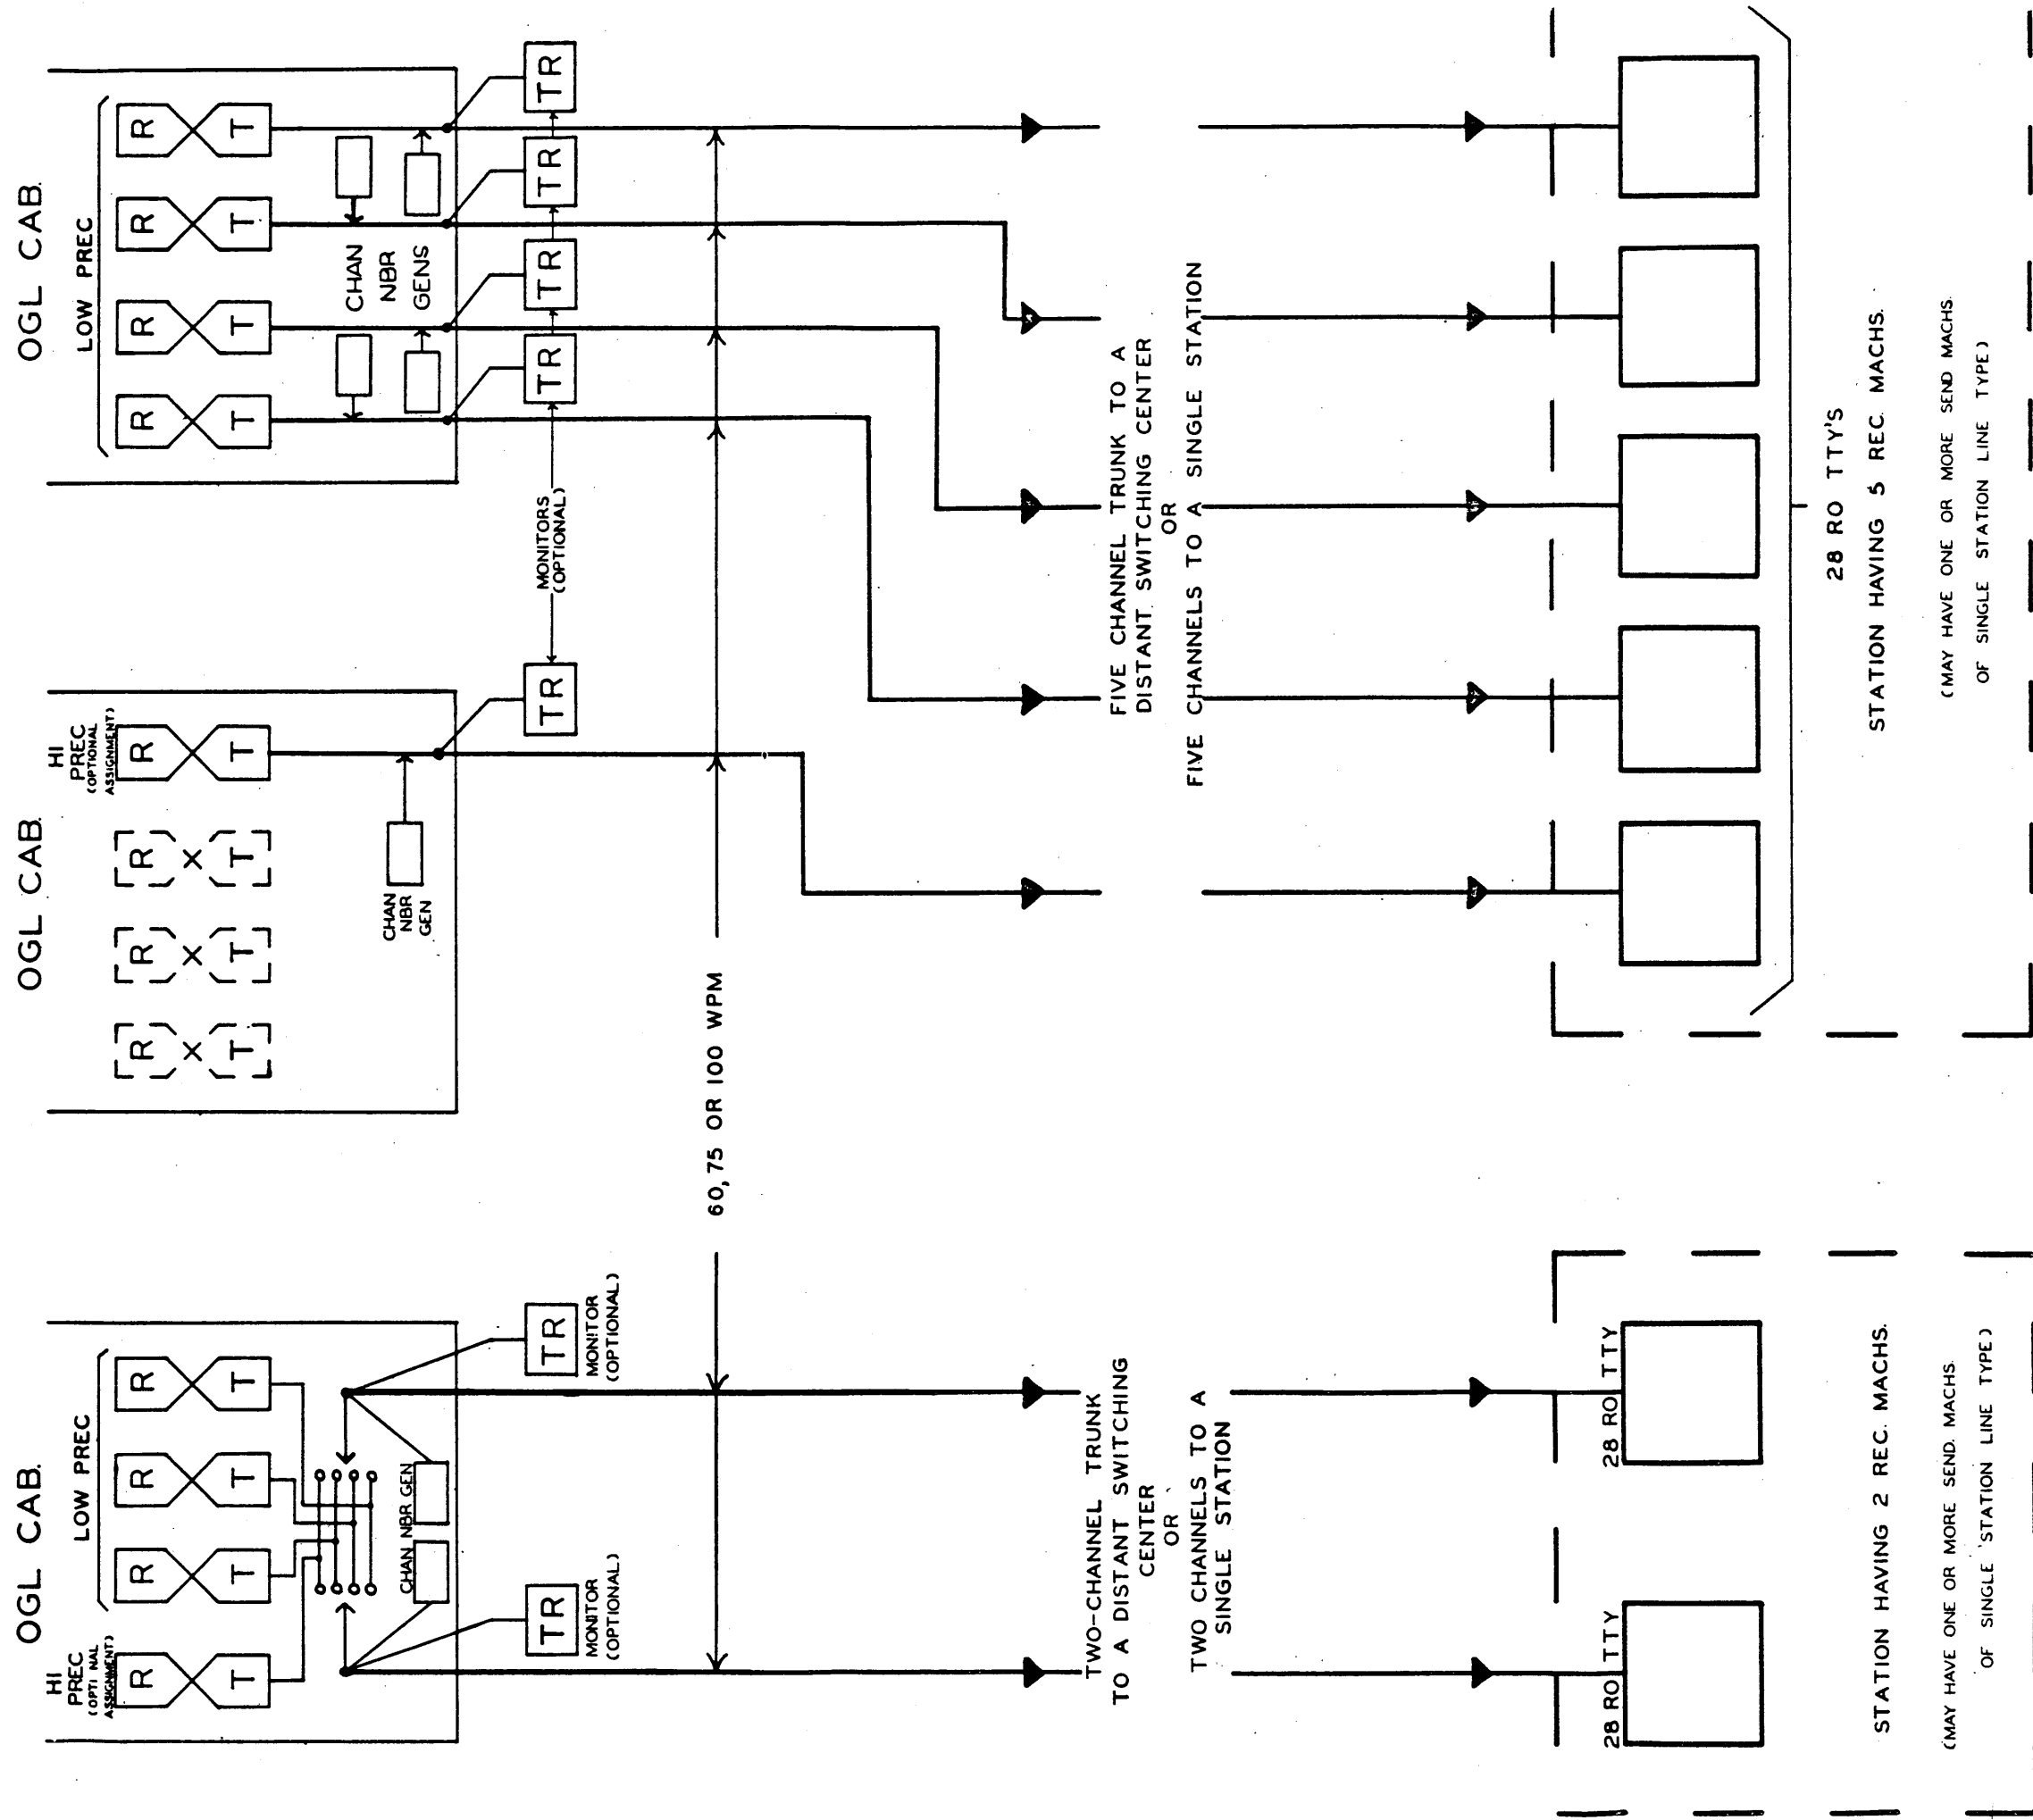 OGL CAB.
HI
PREC
(OPTI NAL
ASSIGNMENT)
LOW PREC
R
R
R
R
T
T
T
T
CHAN NBR GEN
TR
MONITOR
(OPTIONAL)
TR
MONITOR
(OPTIONAL)
TWO-CHANNEL TRUNK
TO A DISTANT SWITCHING
CENTER
OR
TWO CHANNELS TO A
SINGLE STATION
28 RO TTY
28 RO TTY
STATION HAVING 2 REC. MACHS.
(MAY HAVE ONE OR MORE SEND. MACHS.
OF SINGLE STATION LINE TYPE)
60, 75 OR 100 WPM
OGL CAB.
HI
PREC
(OPTIONAL
ASSIGNMENT)
R
R
R
R
T
T
T
T
CHAN
NBR
GEN
TR
MONITORS
(OPTIONAL)
OGL CAB.
LOW PREC
R
R
R
R
T
T
T
T
CHAN
NBR
GENS
TR
TR
TR
TR
FIVE CHANNEL TRUNK TO A
DISTANT SWITCHING CENTER
OR
FIVE CHANNELS TO A SINGLE STATION
28 RO TTY'S
STATION HAVING 5 REC. MACHS.
(MAY HAVE ONE OR MORE SEND MACHS.
OF SINGLE STATION LINE TYPE)